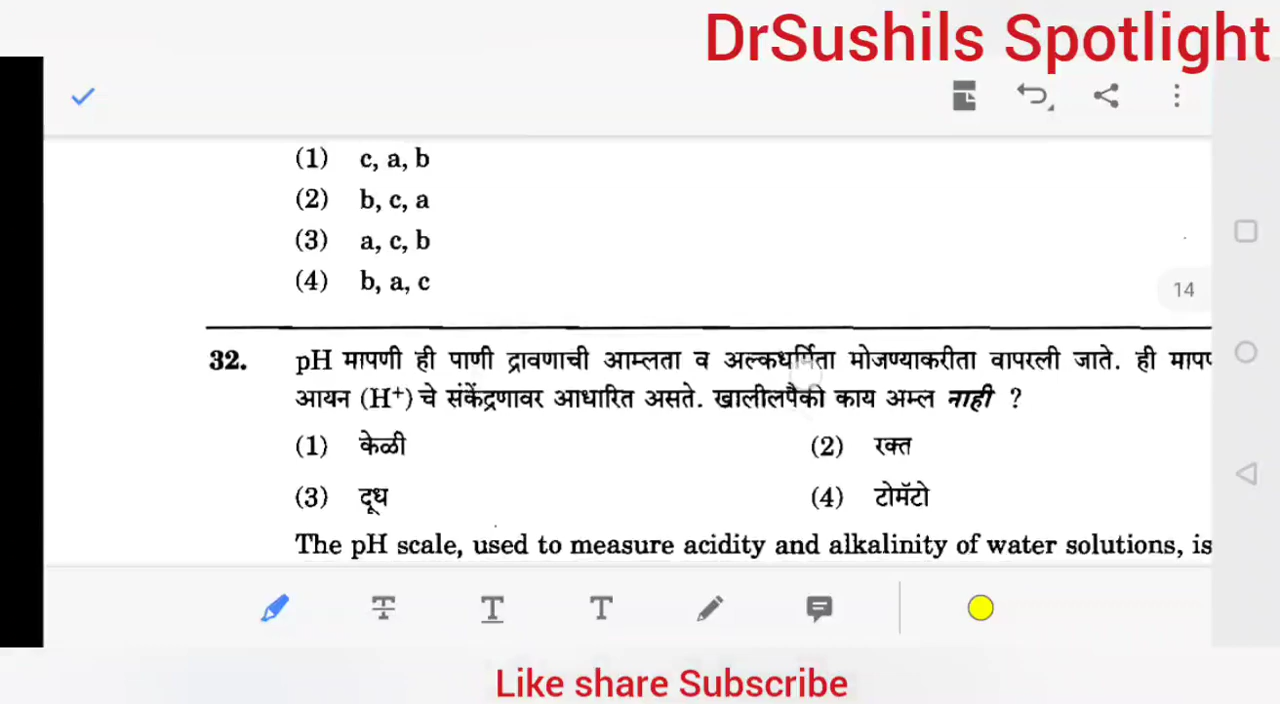 DrSushils Spotlight
(1) c, a, b
(2) b, c, a
(3) a, c, b
(4) b, a, c
14
32. pH मापणी ही पाणी द्रावणाची आम्लता व अल्कधर्मिता मोजण्याकरीता वापरली जाते. ही
आयन (H⁺) चे संकेंद्रणावर आधारित असते. खालीलपैकी काय अम्ल नाही ?
(1) केळी (2) रक्त
(3) दूध (4) टोमॅटो
The pH scale, used to measure acidity and alkalinity of water solutions, is
T T T
Like share Subscribe